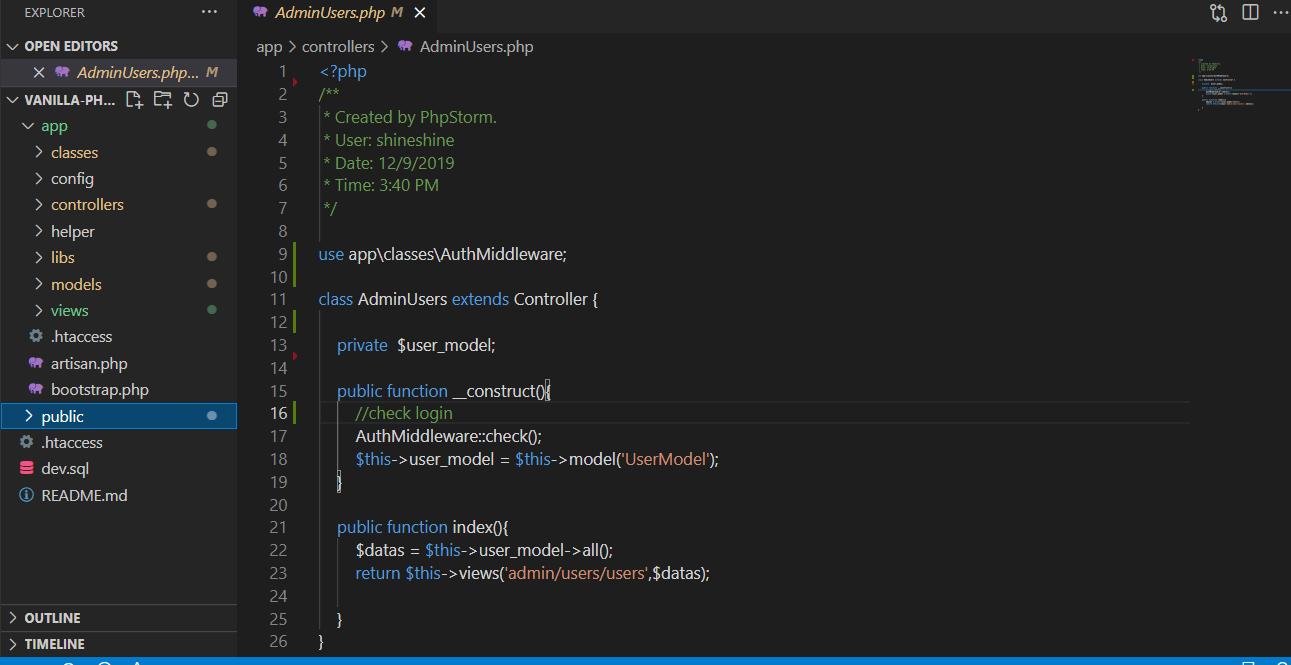 EXPLORER
OPEN EDITORS
AdminUsers.php... M
VANILLA-PH...
app
classes
config
controllers
helper
libs
models
views
.htaccess
artisan.php
bootstrap.php
public
.htaccess
dev.sql
README.md
OUTLINE
TIMELINE
AdminUsers.php M
app > controllers > AdminUsers.php
1 <?php
2 /**
3  * Created by PhpStorm.
4  * User: shineshine
5  * Date: 12/9/2019
6  * Time: 3:40 PM
7  */
8
9 use app\classes\AuthMiddleware;
10
11 class AdminUsers extends Controller {
12
13     private  $user_model;
14
15     public function __construct(){
16         //check login
17         AuthMiddleware::check();
18         $this->user_model = $this->model('UserModel');
19     }
20
21     public function index(){
22         $datas = $this->user_model->all();
23         return $this->views('admin/users/users',$datas);
24
25     }
26 }